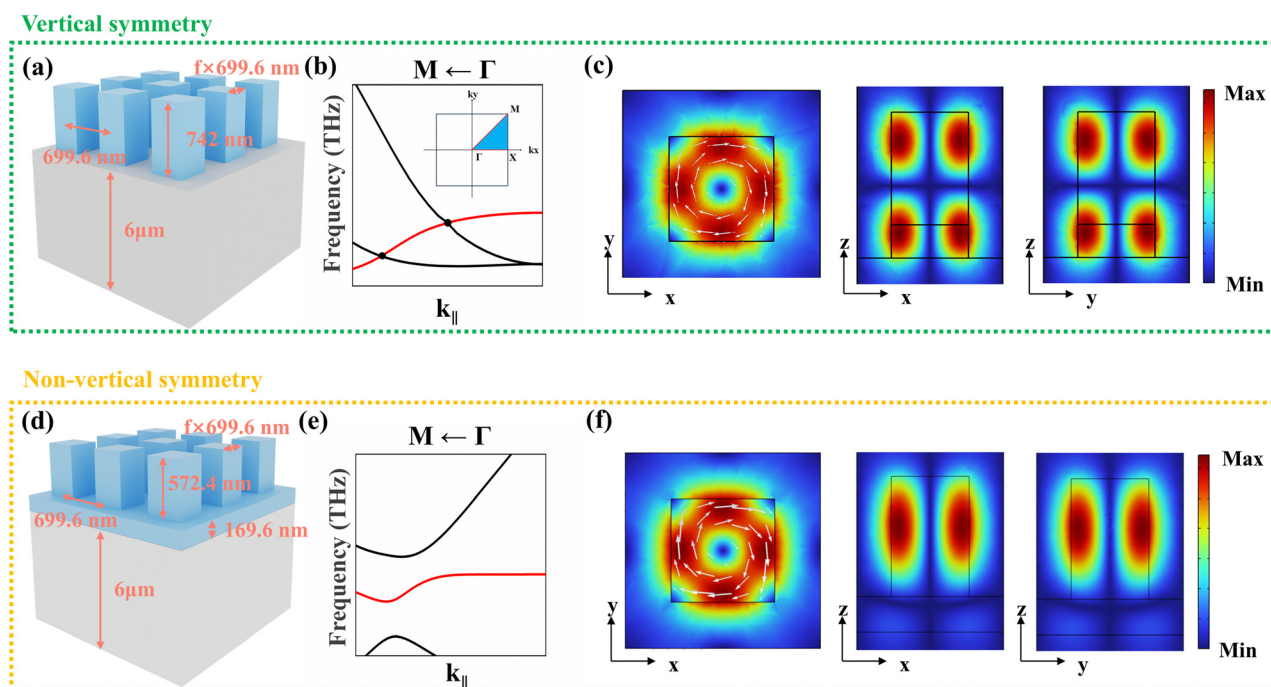 Vertical symmetry
(a)
f×699.6 nm
742 nm
699.6 nm
6μm
(b)
M ← Γ
Frequency (THz)
ky
M
Γ
X
kx
k∥
(c)
y
x
z
x
z
y
Max
Min
Non-vertical symmetry
(d)
f×699.6 nm
572.4 nm
699.6 nm
169.6 nm
6μm
(e)
M ← Γ
Frequency (THz)
k∥
(f)
y
x
z
x
z
y
Max
Min